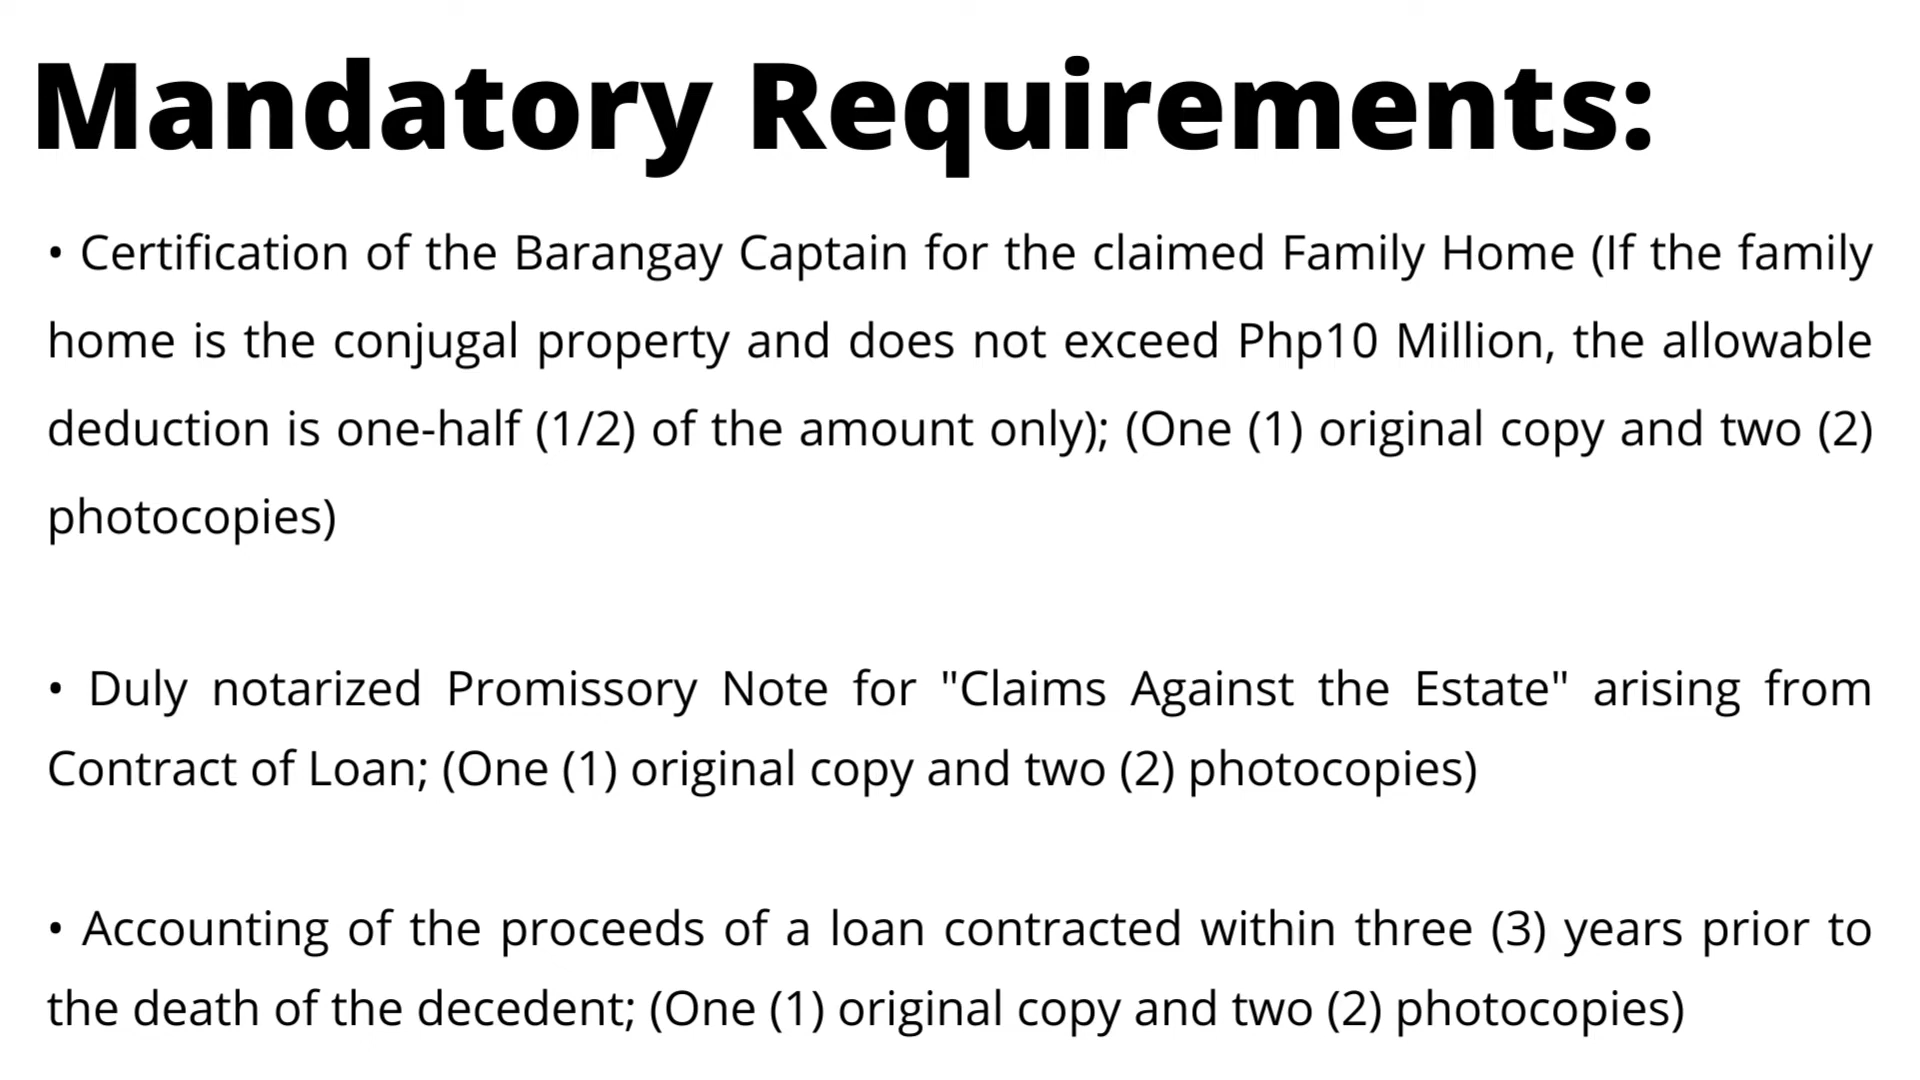 Mandatory Requirements:
• Certification of the Barangay Captain for the claimed Family Home (If the family
home is the conjugal property and does not exceed Php10 Million, the allowable
deduction is one-half (1/2) of the amount only); (One (1) original copy and two (2)
photocopies)
• Duly notarized Promissory Note for "Claims Against the Estate" arising from
Contract of Loan; (One (1) original copy and two (2) photocopies)
• Accounting of the proceeds of a loan contracted within three (3) years prior to
the death of the decedent; (One (1) original copy and two (2) photocopies)